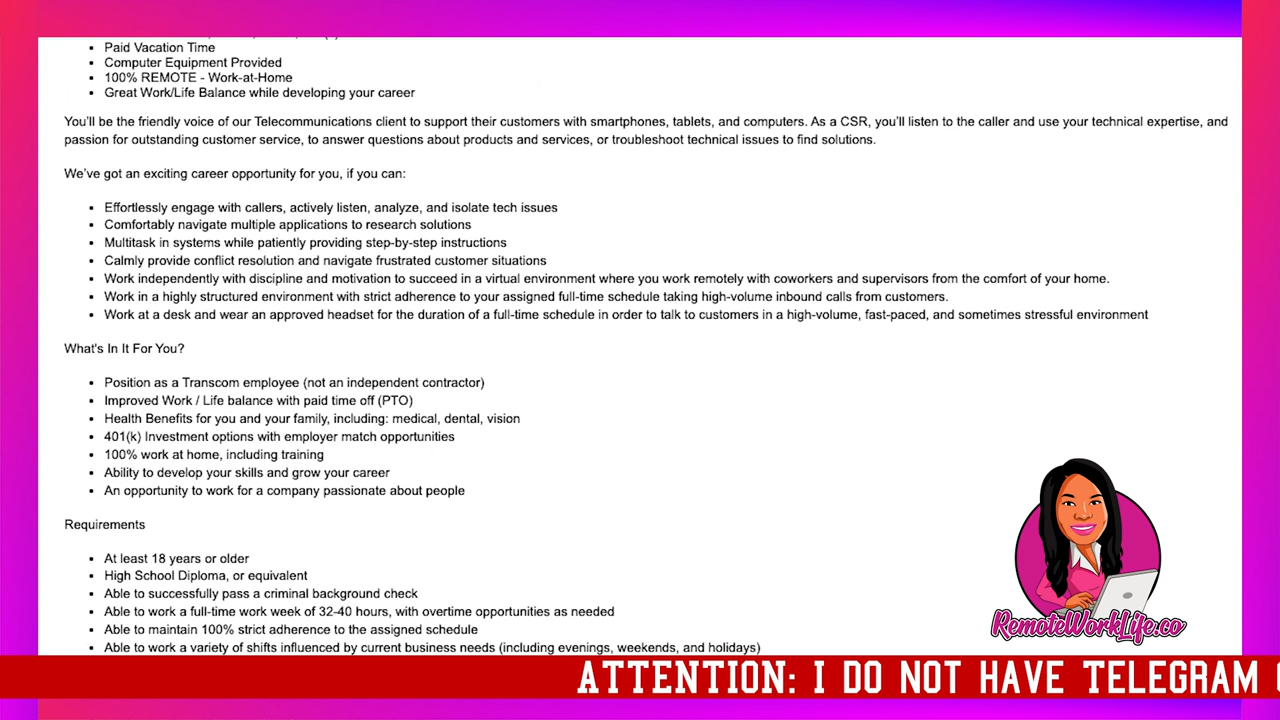 Paid Vacation Time
Computer Equipment Provided
100% REMOTE - Work-at-Home
Great Work/Life Balance while developing your career
You'll be the friendly voice of our Telecommunications client to support their customers with smartphones, tablets, and computers. As a CSR, you'll listen to the caller and use your technical expertise, and
passion for outstanding customer service, to answer questions about products and services, or troubleshoot technical issues to find solutions.
We've got an exciting career opportunity for you, if you can:
Effortlessly engage with callers, actively listen, analyze, and isolate tech issues
Comfortably navigate multiple applications to research solutions
Multitask in systems while patiently providing step-by-step instructions
Calmly provide conflict resolution and navigate frustrated customer situations
Work independently with discipline and motivation to succeed in a virtual environment where you work remotely with coworkers and supervisors from the comfort of your home.
Work in a highly structured environment with strict adherence to your assigned full-time schedule taking high-volume inbound calls from customers.
Work at a desk and wear an approved headset for the duration of a full-time schedule in order to talk to customers in a high-volume, fast-paced, and sometimes stressful environment
What's In It For You?
Position as a Transcom employee (not an independent contractor)
Improved Work / Life balance with paid time off (PTO)
Health Benefits for you and your family, including: medical, dental, vision
401(k) Investment options with employer match opportunities
100% work at home, including training
Ability to develop your skills and grow your career
An opportunity to work for a company passionate about people
Requirements
At least 18 years or older
High School Diploma, or equivalent
Able to successfully pass a criminal background check
Able to work a full-time work week of 32-40 hours, with overtime opportunities as needed
Able to maintain 100% strict adherence to the assigned schedule
Able to work a variety of shifts influenced by current business needs (including evenings, weekends, and holidays)
RemoteWorkLife.co
ATTENTION: I DO NOT HAVE TELEGRAM